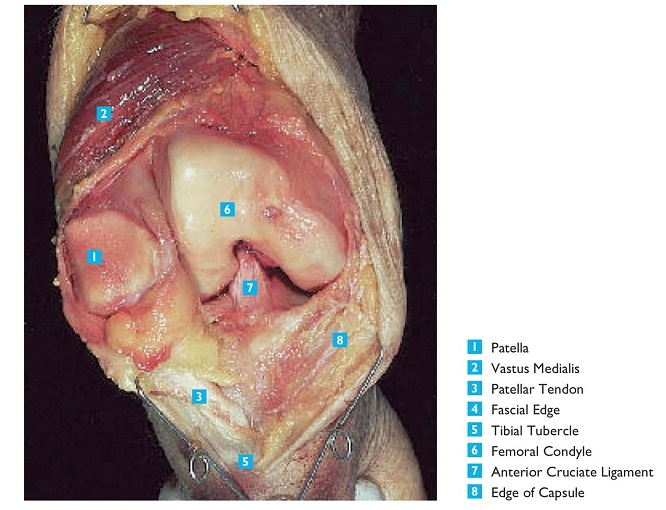 2
6
1
7
8
3
5
1 Patella
2 Vastus Medialis
3 Patellar Tendon
4 Fascial Edge
5 Tibial Tubercle
6 Femoral Condyle
7 Anterior Cruciate Ligament
8 Edge of Capsule